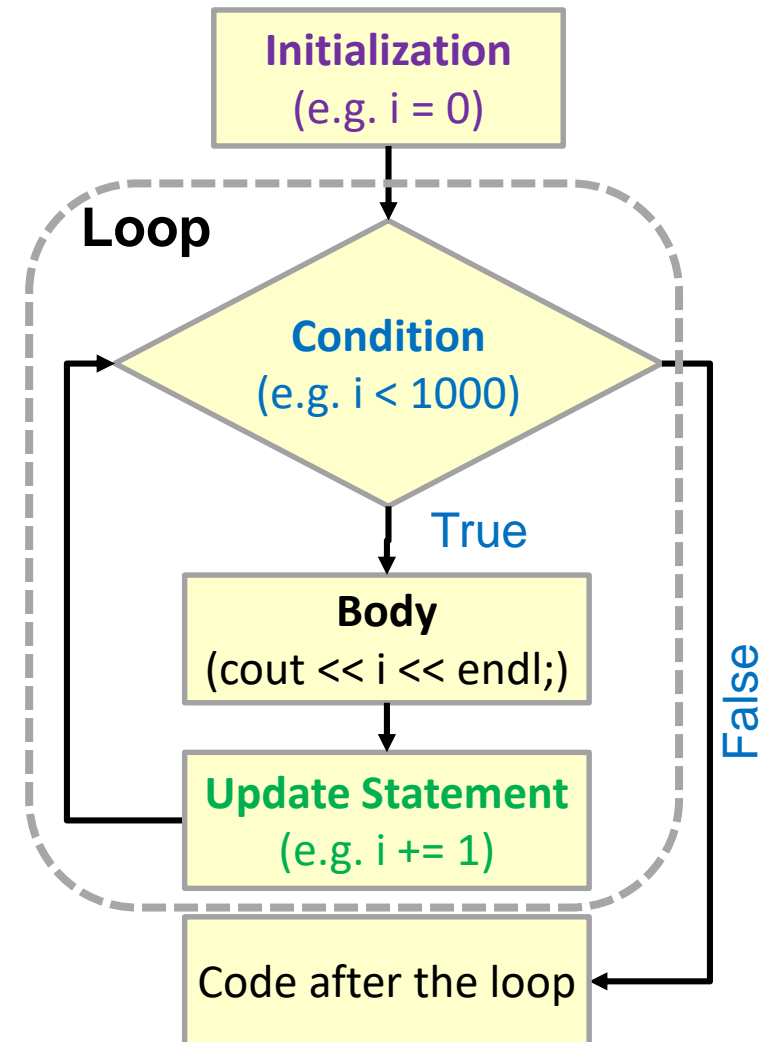 Initialization
(e.g. i = 0)
Loop
Condition
(e.g. i < 1000)
True
Body
(cout << i << endl;)
False
Update Statement
(e.g. i += 1)
Code after the loop